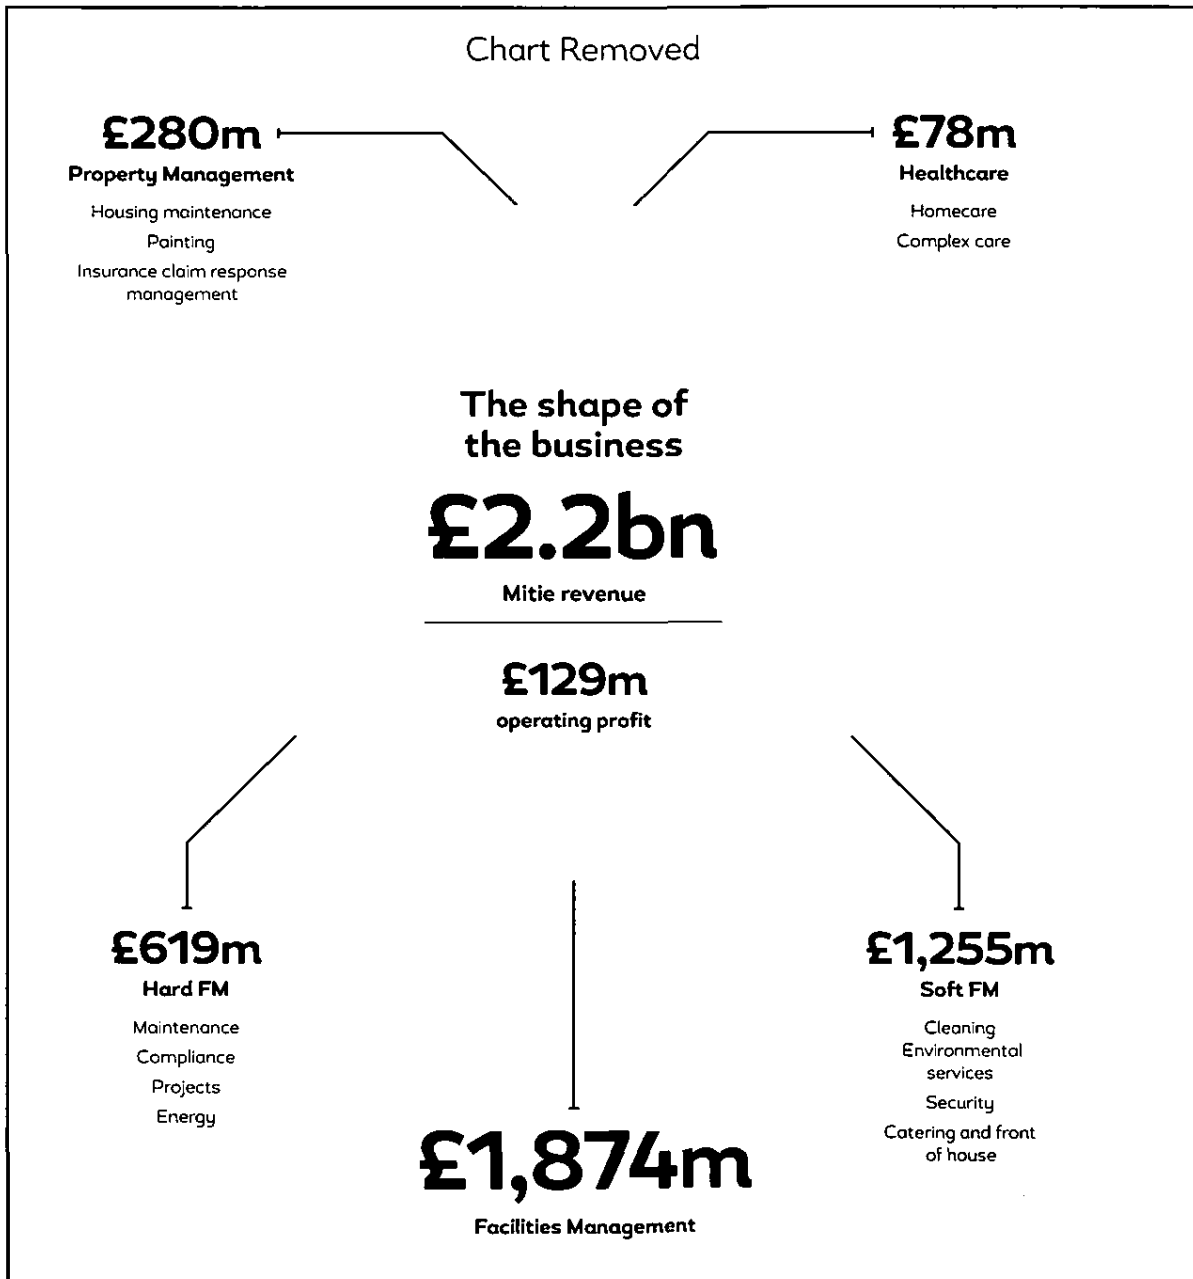 Chart Removed
£280m
Property Management
Housing maintenance
Painting
Insurance claim response
management
£78m
Healthcare
Homecare
Complex care
The shape of
the business
£2.2bn
Mitie revenue
£129m
operating profit
£619m
Hard FM
Maintenance
Compliance
Projects
Energy
£1,255m
Soft FM
Cleaning
Environmental
services
Security
Catering and front
of house
£1,874m
Facilities Management